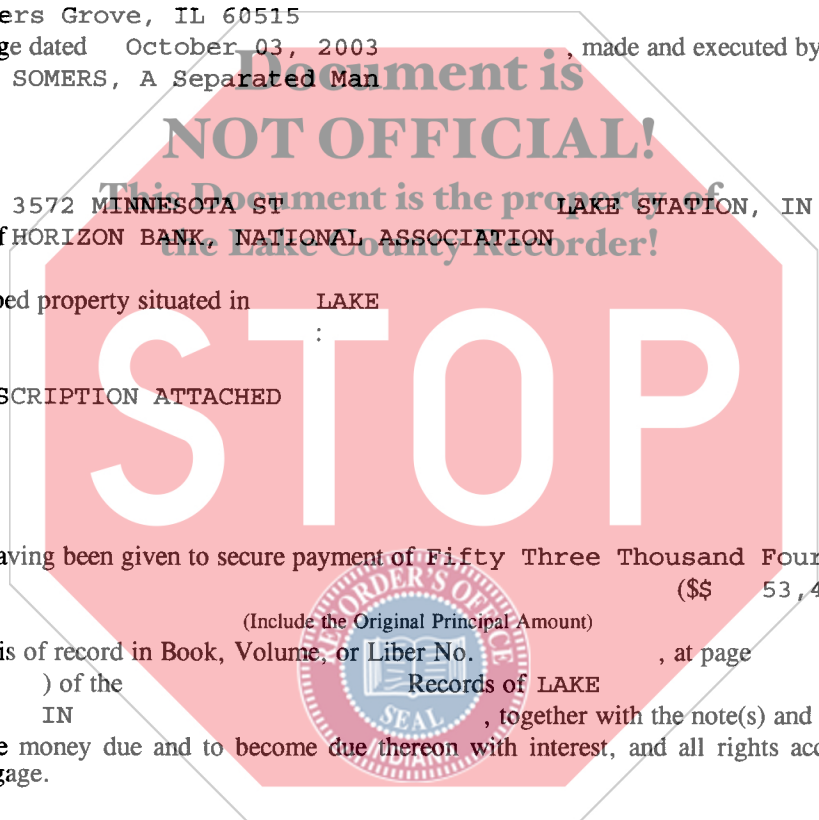 ers Grove, IL 60515
ge dated October 03, 2003 , made and executed by
SOMERS, A Separated Man
Document is
NOT OFFICIAL!
This Document is the property of
the Lake County Recorder!
3572 MINNESOTA ST LAKE STATION, IN
f HORIZON BANK, NATIONAL ASSOCIATION
bed property situated in LAKE
:
SCRIPTION ATTACHED
STOP
aving been given to secure payment of Fifty Three Thousand Four
($$ 53,4
(Include the Original Principal Amount)
is of record in Book, Volume, or Liber No. , at page
) of the Records of LAKE
IN , together with the note(s) and
e money due and to become due thereon with interest, and all rights acc
gage.
RECORDER'S OFFICE
SEAL
INDIANA